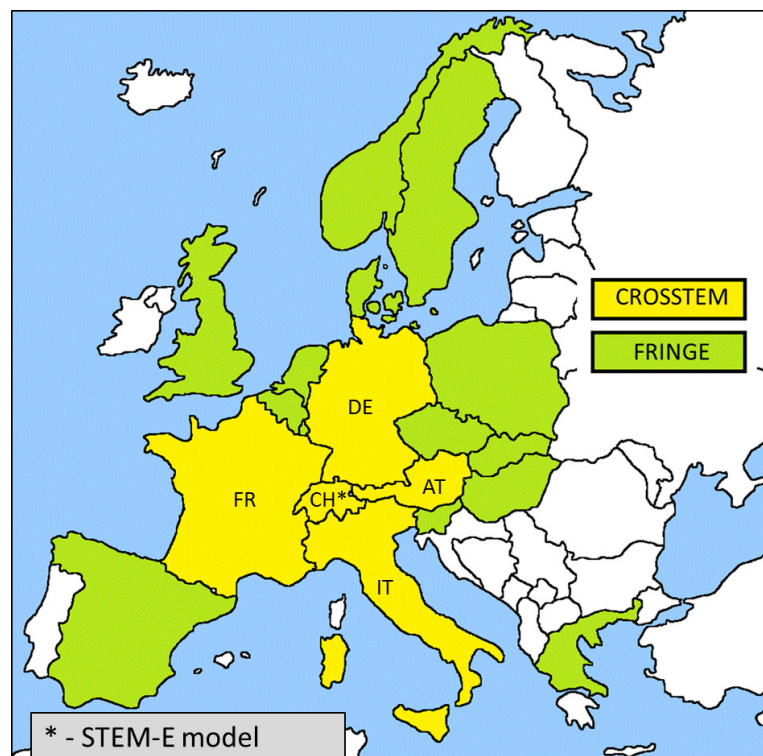 CROSSTEM
FRINGE
DE
FR
CH*
AT
IT
* - STEM-E model